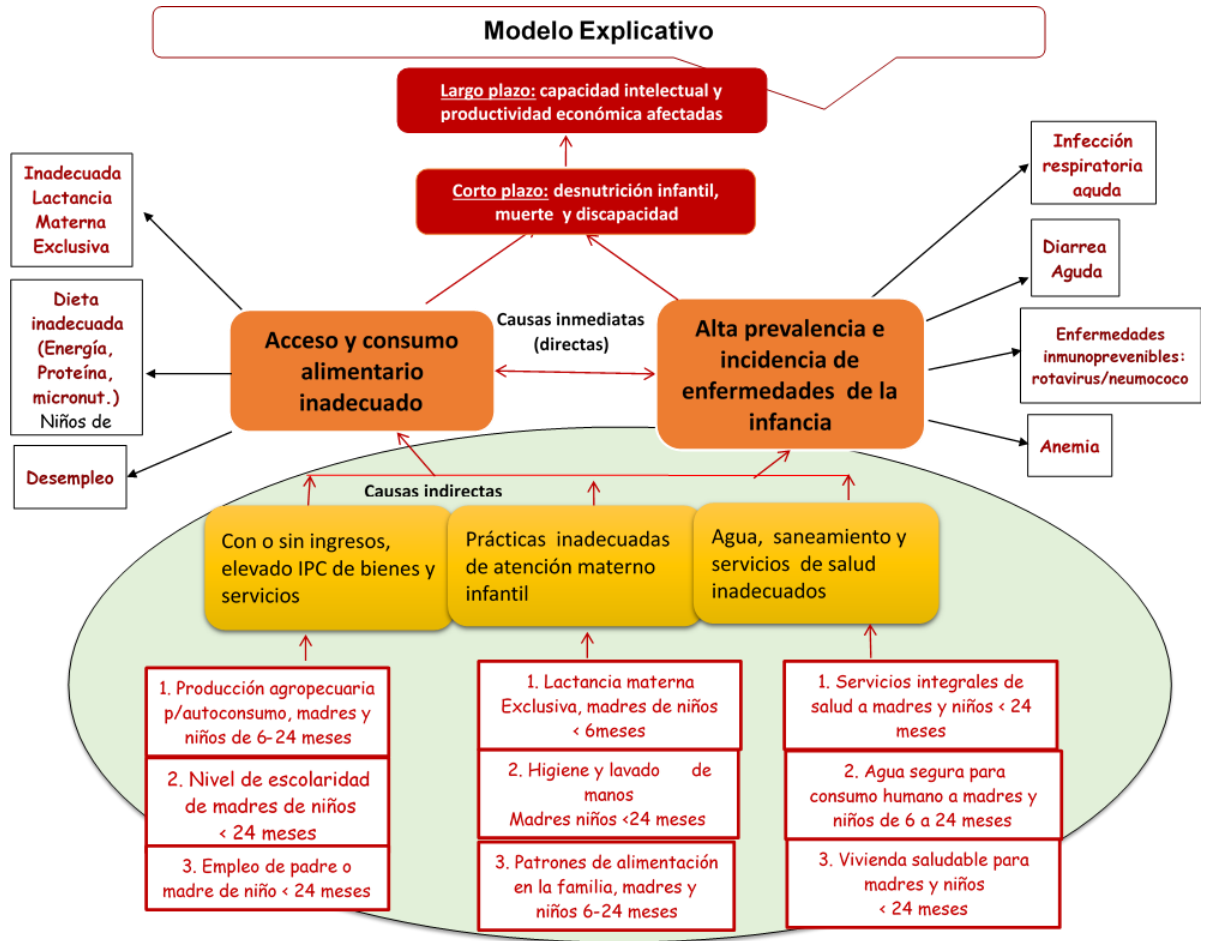 Modelo Explicativo
Largo plazo: capacidad intelectual y
productividad económica afectadas
Corto plazo: desnutrición infantil,
muerte y discapacidad
Inadecuada
Lactancia
Materna
Exclusiva
Dieta
inadecuada
(Energía,
Proteína,
micronut.)
Niños de
Desempleo
Acceso y consumo
alimentario
inadecuado
Causas inmediatas
(directas)
Alta prevalencia e
incidencia de
enfermedades de la
infancia
Infección
respiratoria
aguda
Diarrea
Aguda
Enfermedades
inmunoprevenibles:
rotavirus/neumococo
Anemia
Causas indirectas
Con o sin ingresos,
elevado IPC de bienes y
servicios
Prácticas inadecuadas
de atención materno
infantil
Agua, saneamiento y
servicios de salud
inadecuados
1. Producción agropecuaria
p/autoconsumo, madres y
niños de 6-24 meses
2. Nivel de escolaridad
de madres de niños
< 24 meses
3. Empleo de padre o
madre de niño < 24 meses
1. Lactancia materna
Exclusiva, madres de niños
< 6meses
2. Higiene y lavado de
manos
Madres niños <24 meses
3. Patrones de alimentación
en la familia, madres y
niños 6-24 meses
1. Servicios integrales de
salud a madres y niños < 24
meses
2. Agua segura para
consumo humano a madres y
niños de 6 a 24 meses
3. Vivienda saludable para
madres y niños
< 24 meses